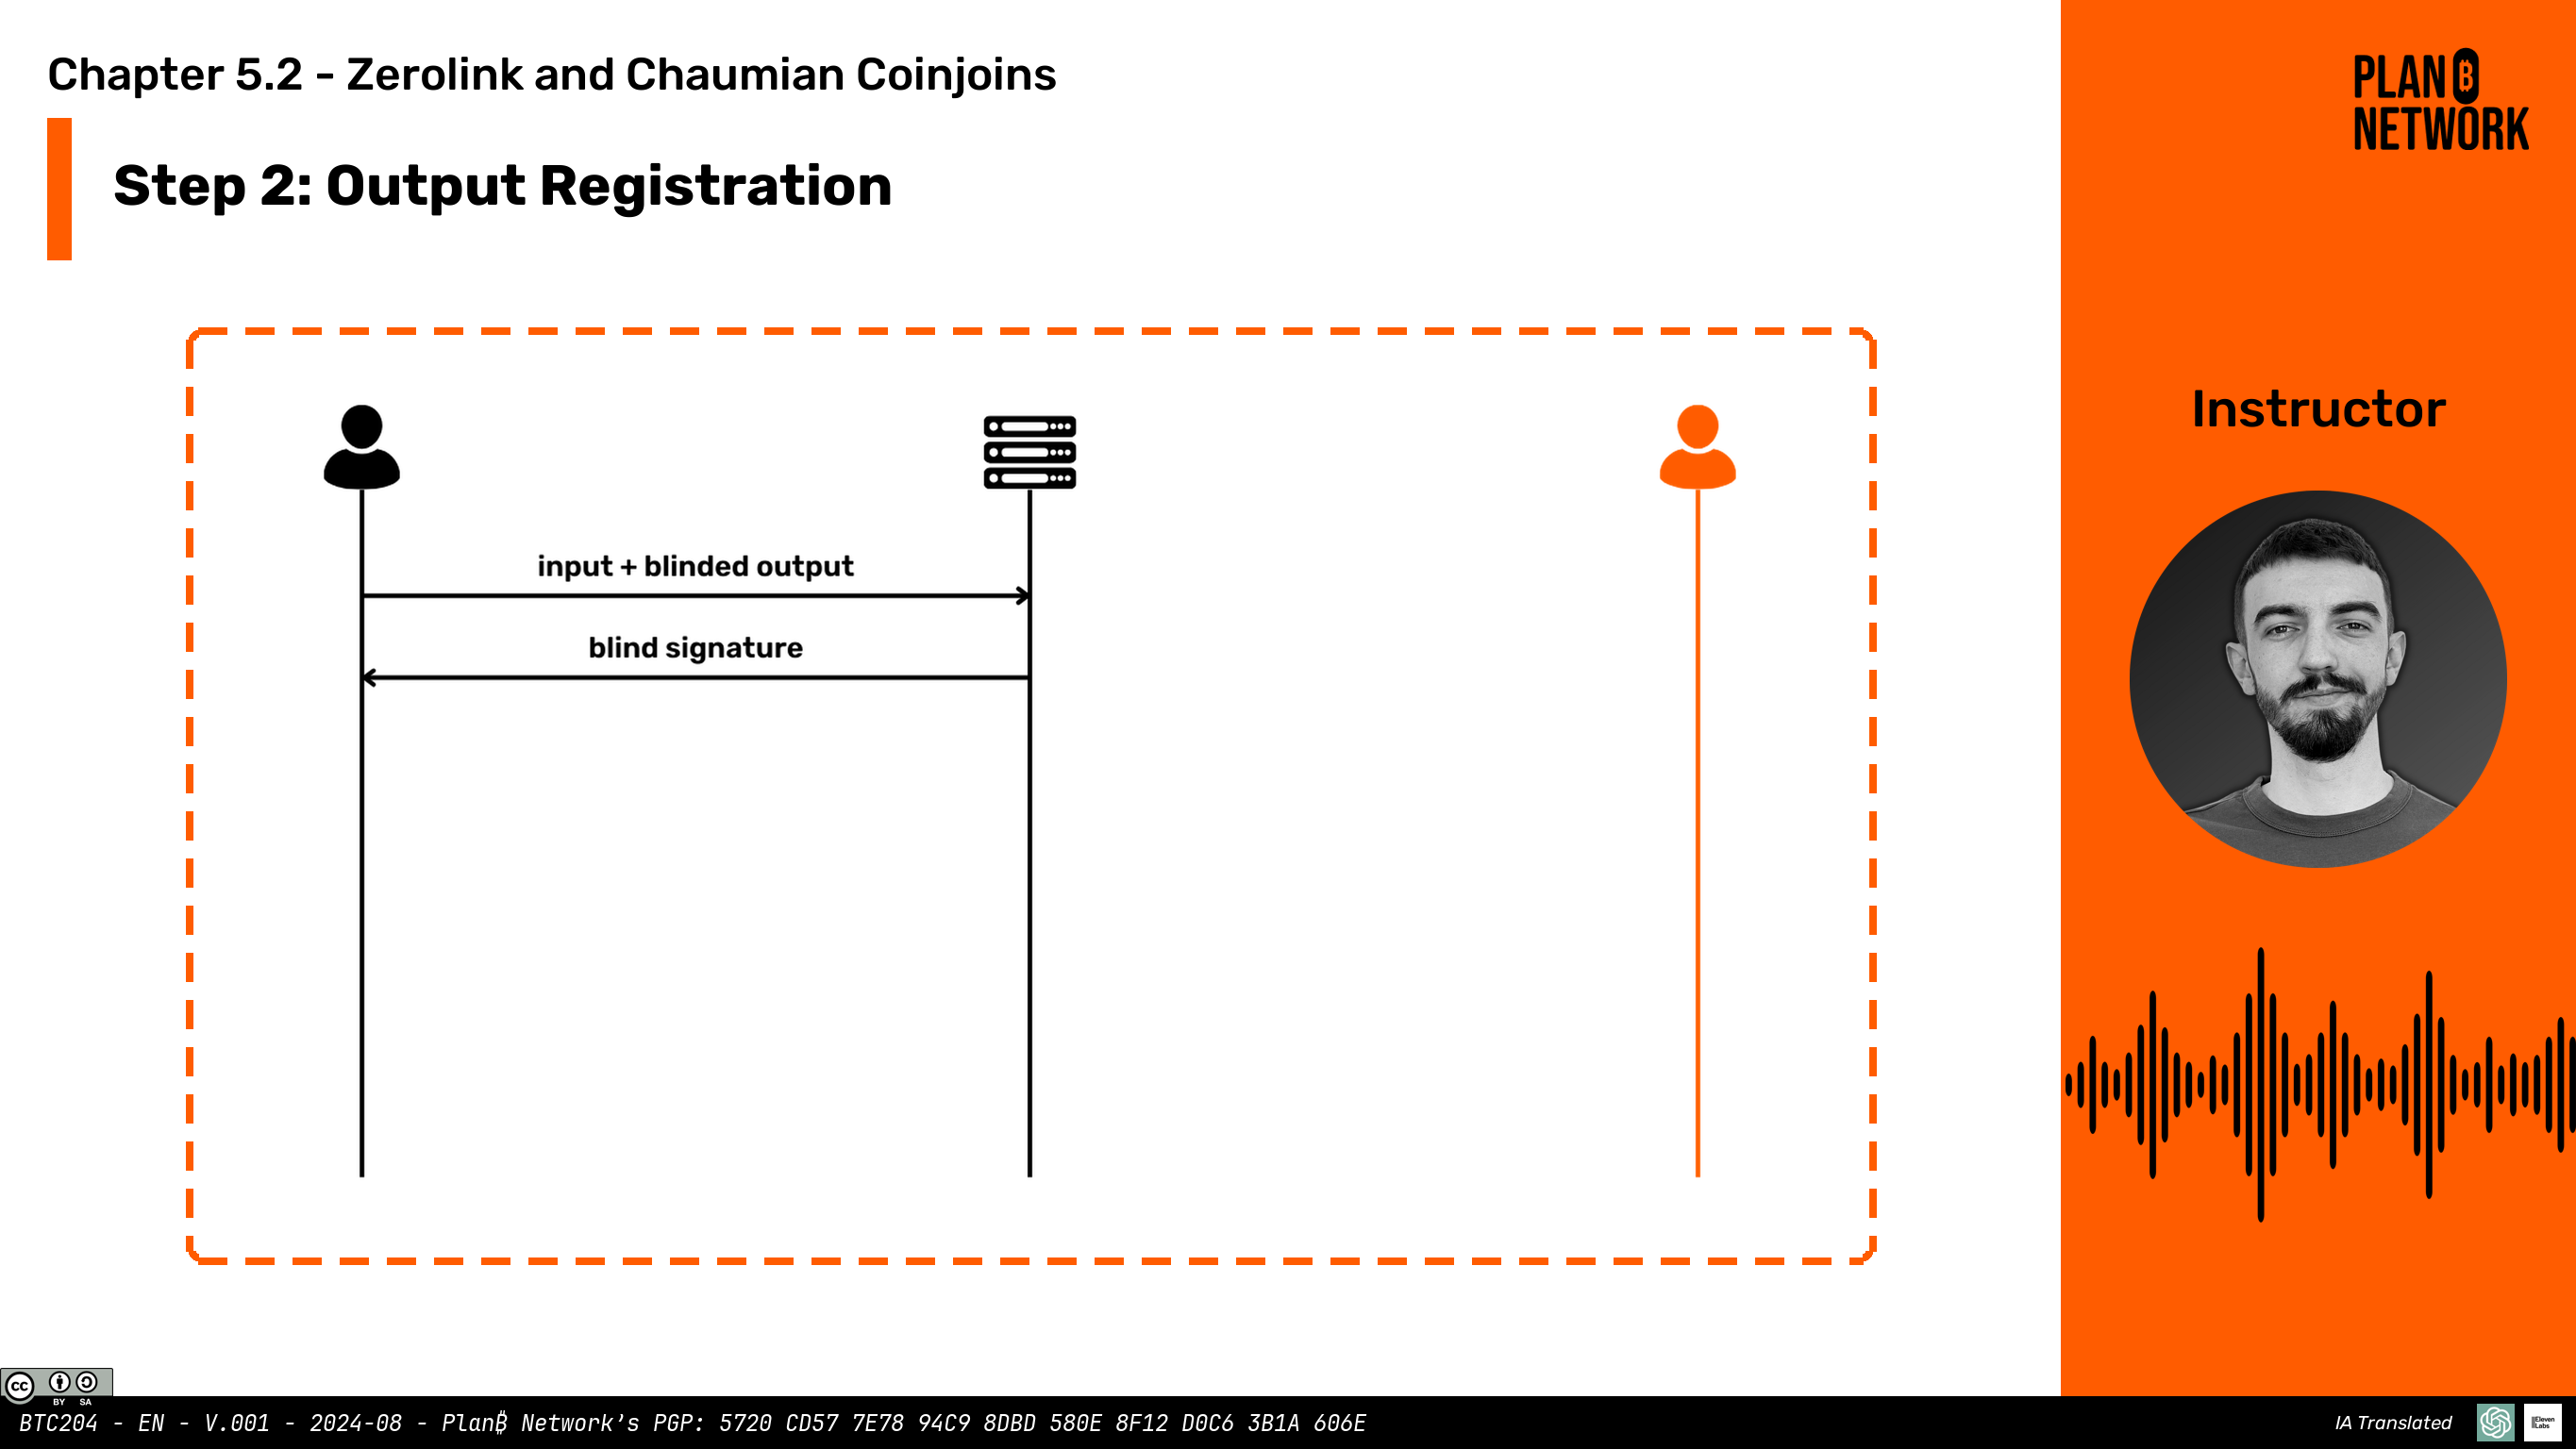 Chapter 5.2 - Zerolink and Chaumian Coinjoins
Step 2: Output Registration
input + blinded output
blind signature
PLAN ₿
NETWORK
Instructor
cc
BY SA
BTC204 - EN - V.001 - 2024-08 - Plan₿ Network's PGP: 5720 CD57 7E78 94C9 8DBD 580E 8F12 D0C6 3B1A 606E
IA Translated
IIElevenLabs